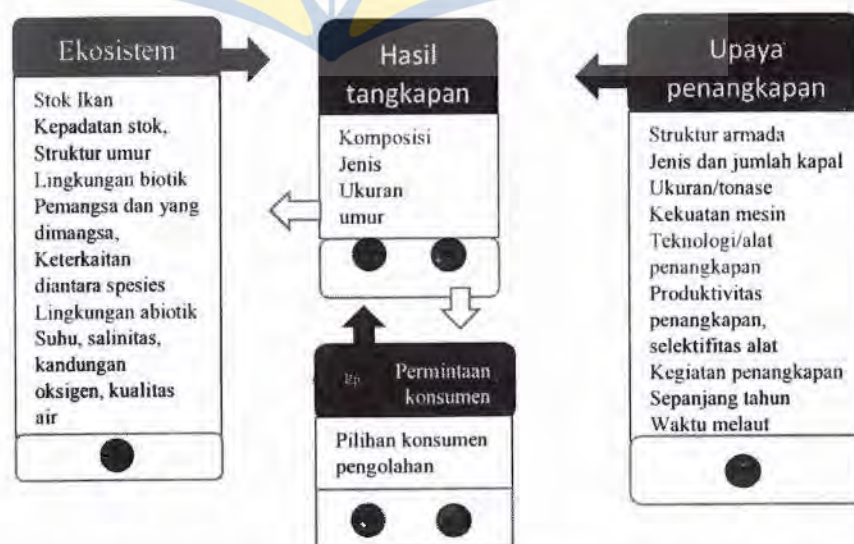 Ekosistem
Stok Ikan
Kepadatan stok,
Struktur umur
Lingkungan biotik
Pemangsa dan yang
dimangsa,
Keterkaitan
diantara spesies
Lingkungan abiotik
Suhu, salinitas,
kandungan
oksigen, kualitas
air
Hasil
tangkapan
Komposisi
Jenis
Ukuran
umur
Rp.
Permintaan
konsumen
Pilihan konsumen
pengolahan
Upaya
penangkapan
Struktur armada
Jenis dan jumlah kapal
Ukuran/tonase
Kekuatan mesin
Teknologi/alat
penangkapan
Produktivitas
penangkapan,
selektifitas alat
Kegiatan penangkapan
Sepanjang tahun
Waktu melaut